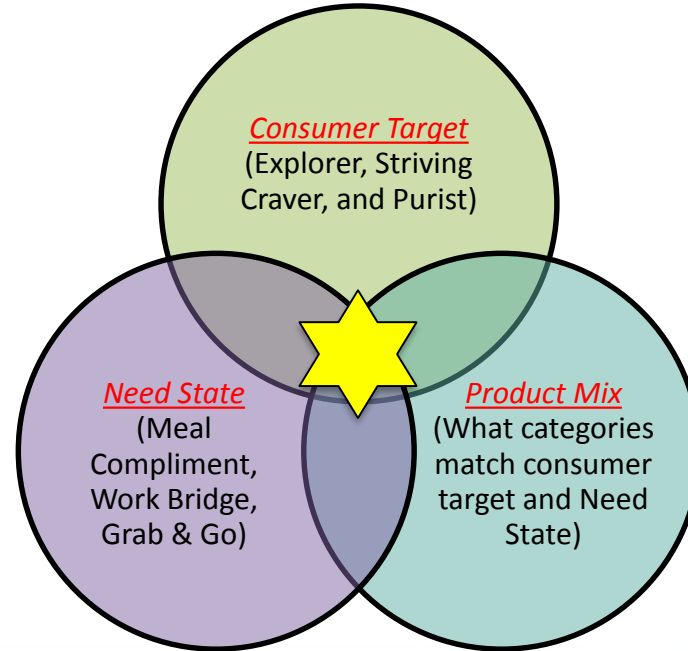 Consumer Target
(Explorer, Striving
Craver, and Purist)
Need State
(Meal
Compliment,
Work Bridge,
Grab & Go)
Product Mix
(What categories
match consumer
target and Need
State)